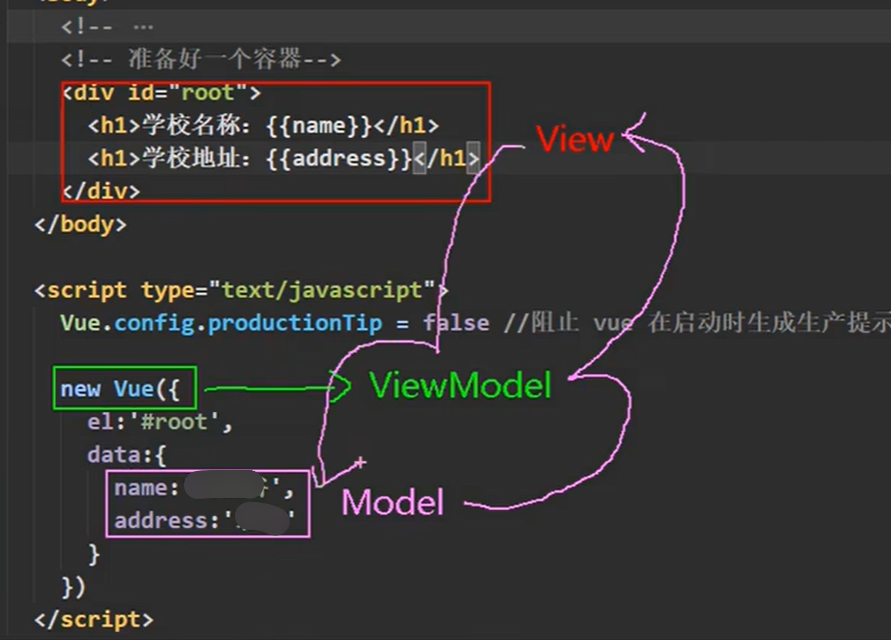 <!-- ...
<!-- 准备好一个容器-->
<div id="root">
<h1>学校名称：{{name}}</h1>
<h1>学校地址：{{address}}</h1>
</div>
</body>
View
<script type="text/javascript">
Vue.config.productionTip = false //阻止 vue 在启动时生成生产提示
new Vue({
ViewModel
el:'#root',
data:{
name: ',
address:' '
Model
}
})
</script>